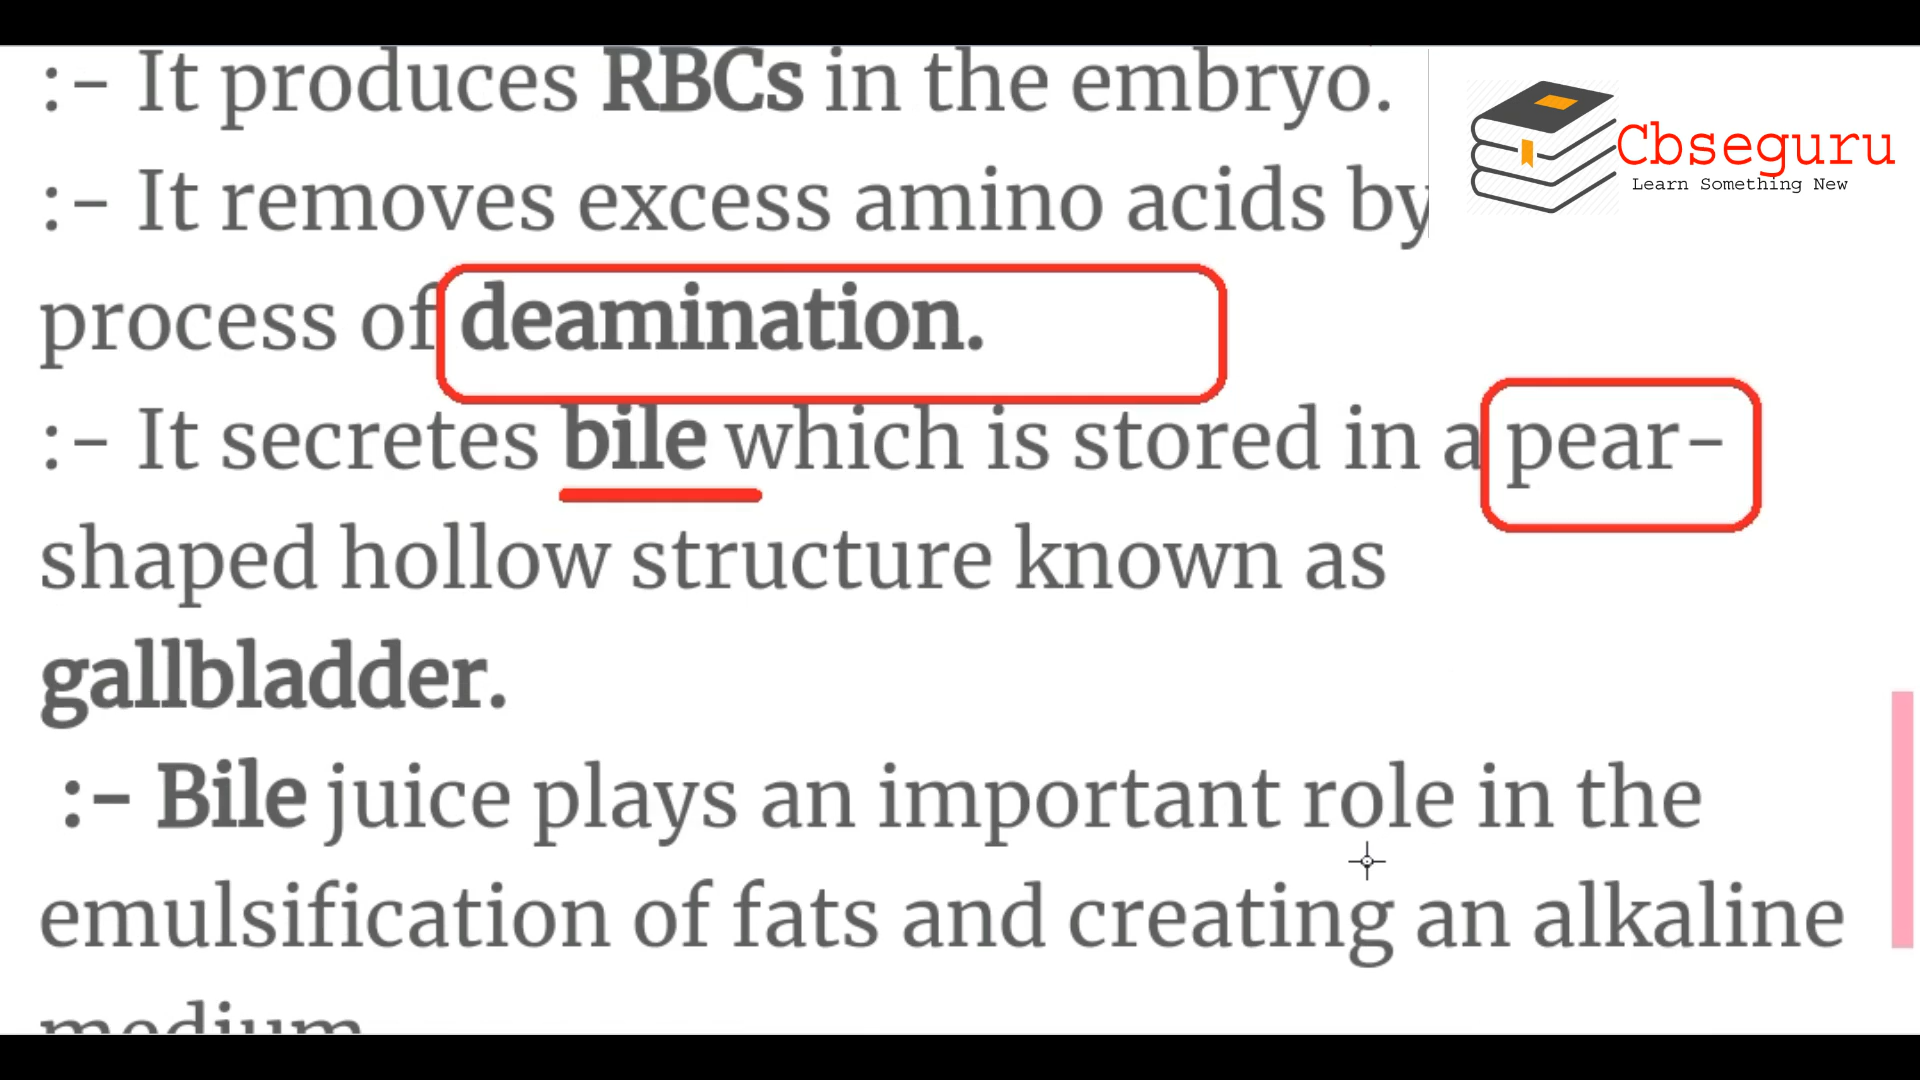 :- It produces RBCs in the embryo.
:- It removes excess amino acids by
process of deamination.
:- It secretes bile which is stored in a pear-
shaped hollow structure known as
gallbladder.
:- Bile juice plays an important role in the
emulsification of fats and creating an alkaline
medium
Cbseguru
Learn Something New